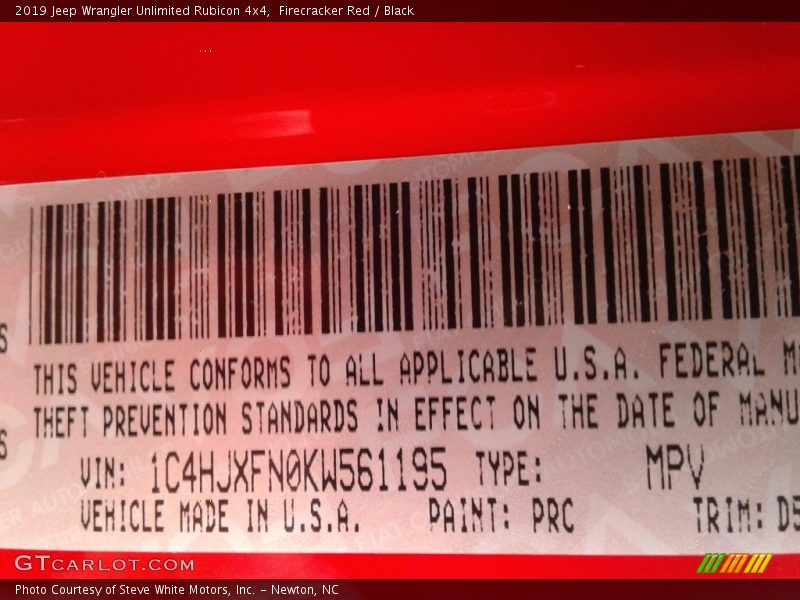 2019 Jeep Wrangler Unlimited Rubicon 4x4,  Firecracker Red / Black
THIS VEHICLE CONFORMS TO ALL APPLICABLE U.S.A. FEDERAL
THEFT PREVENTION STANDARDS IN EFFECT ON THE DATE OF
VIN: 1C4HJXFN0KW561195 TYPE: MPV
VEHICLE MADE IN U.S.A. PAINT: PRC TRIM: D5
GTCARLOT.COM
Photo Courtesy of Steve White Motors, Inc. – Newton, NC